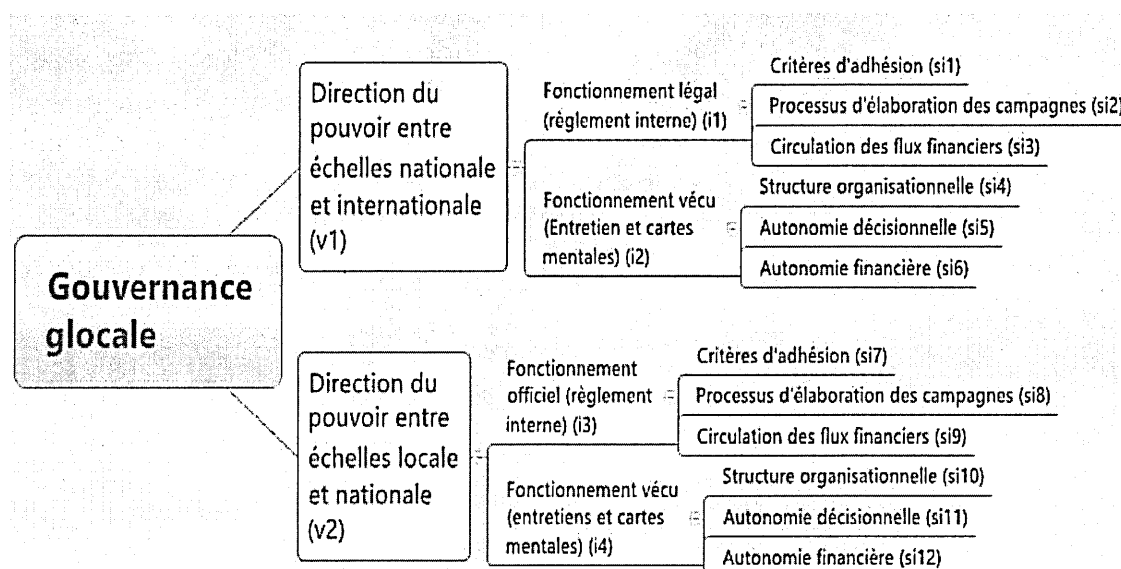 Gouvernance
glocale
Direction du
pouvoir entre
échelles nationale
et internationale
(v1)
Fonctionnement légal
(règlement interne) (i1)
Critères d'adhésion (si1)
Processus d'élaboration des campagnes (si2)
Circulation des flux financiers (si3)
Fonctionnement vécu
(Entretien et cartes
mentales) (i2)
Structure organisationnelle (si4)
Autonomie décisionnelle (si5)
Autonomie financière (si6)
Direction du
pouvoir entre
échelles locale
et nationale
(v2)
Fonctionnement
officiel (règlement
interne) (i3)
Critères d'adhésion (si7)
Processus d'élaboration des campagnes (si8)
Circulation des flux financiers (si9)
Fonctionnement vécu
(entretiens et cartes
mentales) (i4)
Structure organisationnelle (si10)
Autonomie décisionnelle (si11)
Autonomie financière (si12)